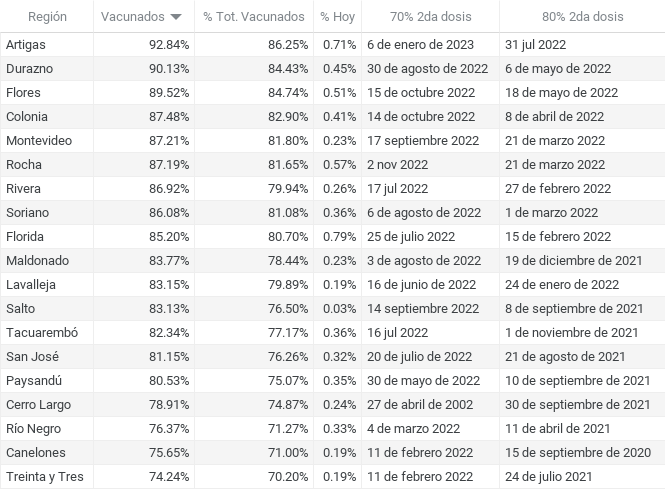 Región Vacunados % Tot. Vacunados % Hoy 70% 2da dosis 80% 2da dosis
Artigas 92.84% 86.25% 0.71% 6 de enero de 2023 31 jul 2022
Durazno 90.13% 84.43% 0.45% 30 de agosto de 2022 6 de mayo de 2022
Flores 89.52% 84.74% 0.51% 15 de octubre 2022 18 de mayo de 2022
Colonia 87.48% 82.90% 0.41% 14 de octubre 2022 8 de abril de 2022
Montevideo 87.21% 81.80% 0.23% 17 septiembre 2022 21 de marzo 2022
Rocha 87.19% 81.65% 0.57% 2 nov 2022 21 de marzo 2022
Rivera 86.92% 79.94% 0.26% 17 jul 2022 27 de febrero 2022
Soriano 86.08% 81.08% 0.36% 6 de agosto de 2022 1 de marzo 2022
Florida 85.20% 80.70% 0.79% 25 de julio 2022 15 de febrero 2022
Maldonado 83.77% 78.44% 0.23% 3 de agosto de 2022 19 de diciembre de 2021
Lavalleja 83.15% 79.89% 0.19% 16 de junio de 2022 24 de enero de 2022
Salto 83.13% 76.50% 0.03% 14 septiembre 2022 8 de septiembre de 2021
Tacuarembó 82.34% 77.17% 0.36% 16 jul 2022 1 de noviembre de 2021
San José 81.15% 76.26% 0.32% 20 de julio de 2022 21 de agosto de 2021
Paysandú 80.53% 75.07% 0.35% 30 de mayo de 2022 10 de septiembre de 2021
Cerro Largo 78.91% 74.87% 0.24% 27 de abril de 2002 30 de septiembre de 2021
Río Negro 76.37% 71.27% 0.33% 4 de marzo 2022 11 de abril de 2021
Canelones 75.65% 71.00% 0.19% 11 de febrero 2022 15 de septiembre de 2020
Treinta y Tres 74.24% 70.20% 0.19% 11 de febrero 2022 24 de julio 2021